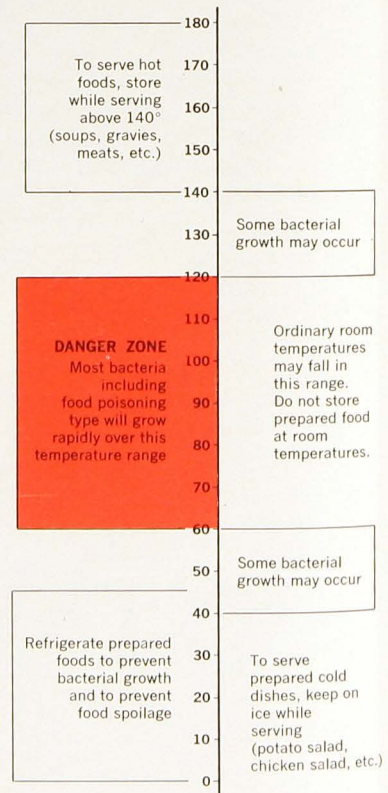 180
To serve hot
foods, store
while serving
above 140°
(soups, gravies,
meats, etc.)
170
160
150
140
Some bacterial
growth may occur
130
120
DANGER ZONE
Most bacteria
including
food poisoning
type will grow
rapidly over this
temperature range
110
100
90
80
70
Ordinary room
temperatures
may fall in
this range.
Do not store
prepared food
at room
temperatures.
60
Some bacterial
growth may occur
50
40
Refrigerate prepared
foods to prevent
bacterial growth
and to prevent
food spoilage
30
20
10
0
To serve
prepared cold
dishes, keep on
ice while
serving
(potato salad,
chicken salad, etc.)